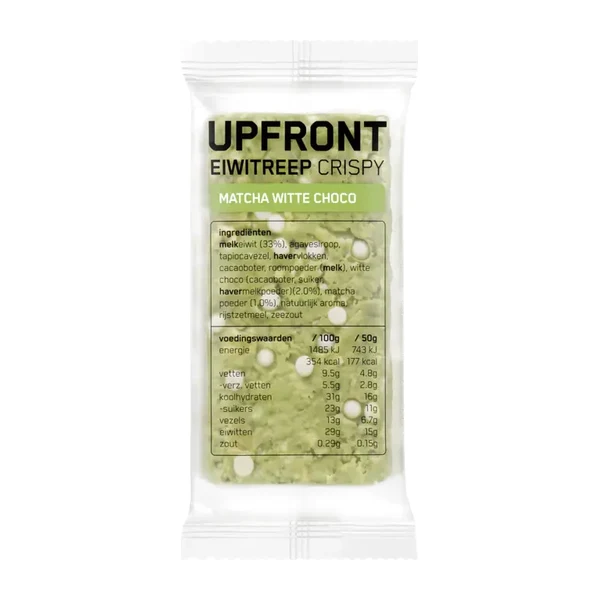 UPFRONT
EIWITREEP CRISPY
MATCHA WITTE CHOCO
ingrediënten
melkeiwit (33%), agavesiroop,
tapiocavezel, havervlokken,
cacaoboter, roompoeder (melk), witte
choco (cacaoboter, suiker,
havermelkpoeder)(2.0%), matcha
poeder (1.0%), natuurlijk aroma,
rijstzetmeel, zeezout
voedingswaarden / 100g / 50g
energie 1485 kJ 743 kJ
354 kcal 177 kcal
vetten 9.5g 4.8g
-verz. vetten 5.5g 2.8g
koolhydraten 31g 16g
-suikers 23g 11g
vezels 13g 6.7g
eiwitten 29g 15g
zout 0.29g 0.15g